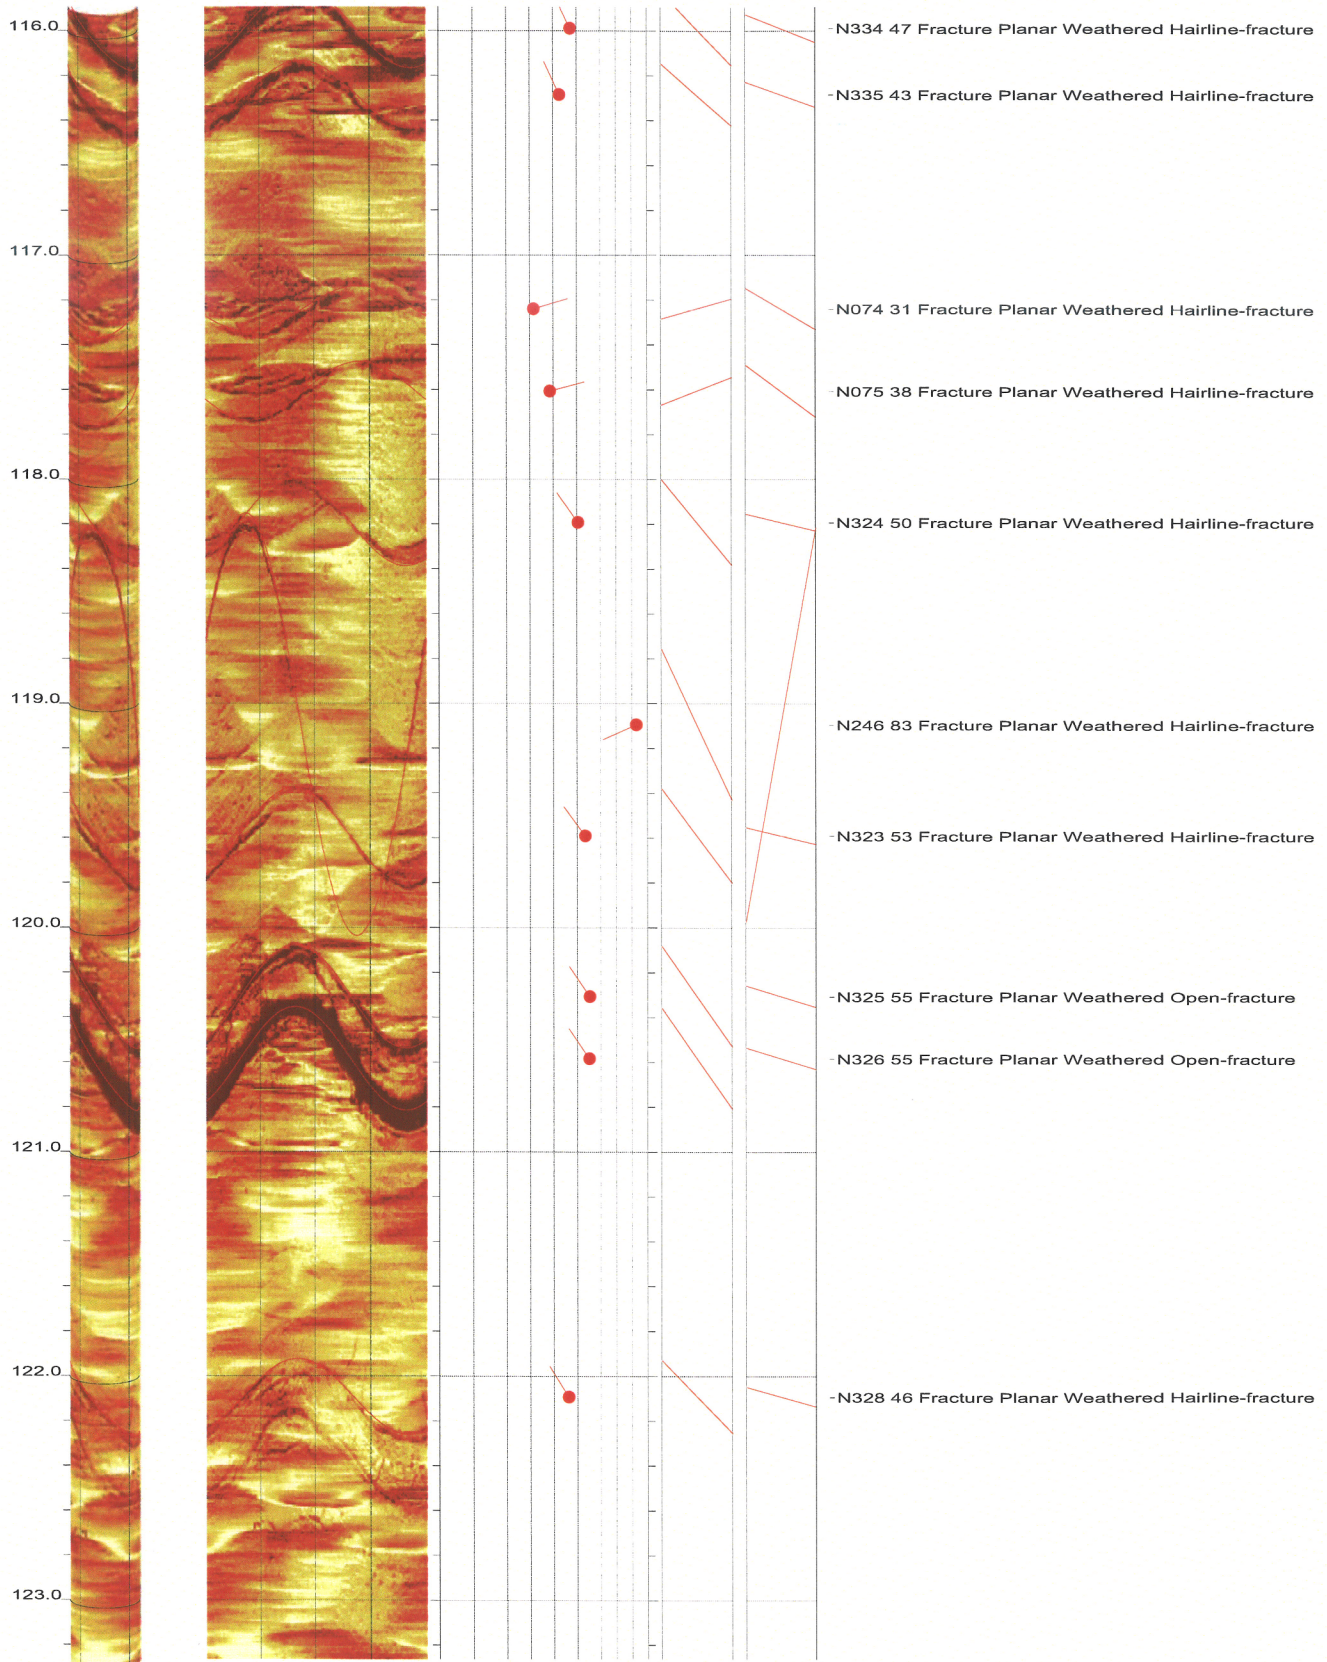 116.0
-N334 47 Fracture Planar Weathered Hairline-fracture
-N335 43 Fracture Planar Weathered Hairline-fracture
117.0
-N074 31 Fracture Planar Weathered Hairline-fracture
-N075 38 Fracture Planar Weathered Hairline-fracture
118.0
-N324 50 Fracture Planar Weathered Hairline-fracture
119.0
-N246 83 Fracture Planar Weathered Hairline-fracture
-N323 53 Fracture Planar Weathered Hairline-fracture
120.0
-N325 55 Fracture Planar Weathered Open-fracture
-N326 55 Fracture Planar Weathered Open-fracture
121.0
122.0
-N328 46 Fracture Planar Weathered Hairline-fracture
123.0